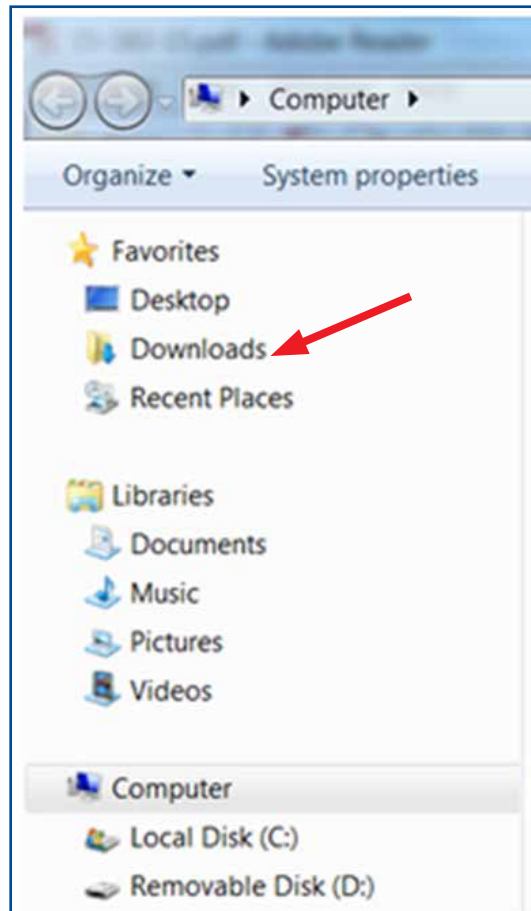 Computer
Organize System properties
Favorites
Desktop
Downloads
Recent Places
Libraries
Documents
Music
Pictures
Videos
Computer
Local Disk (C:)
Removable Disk (D:)